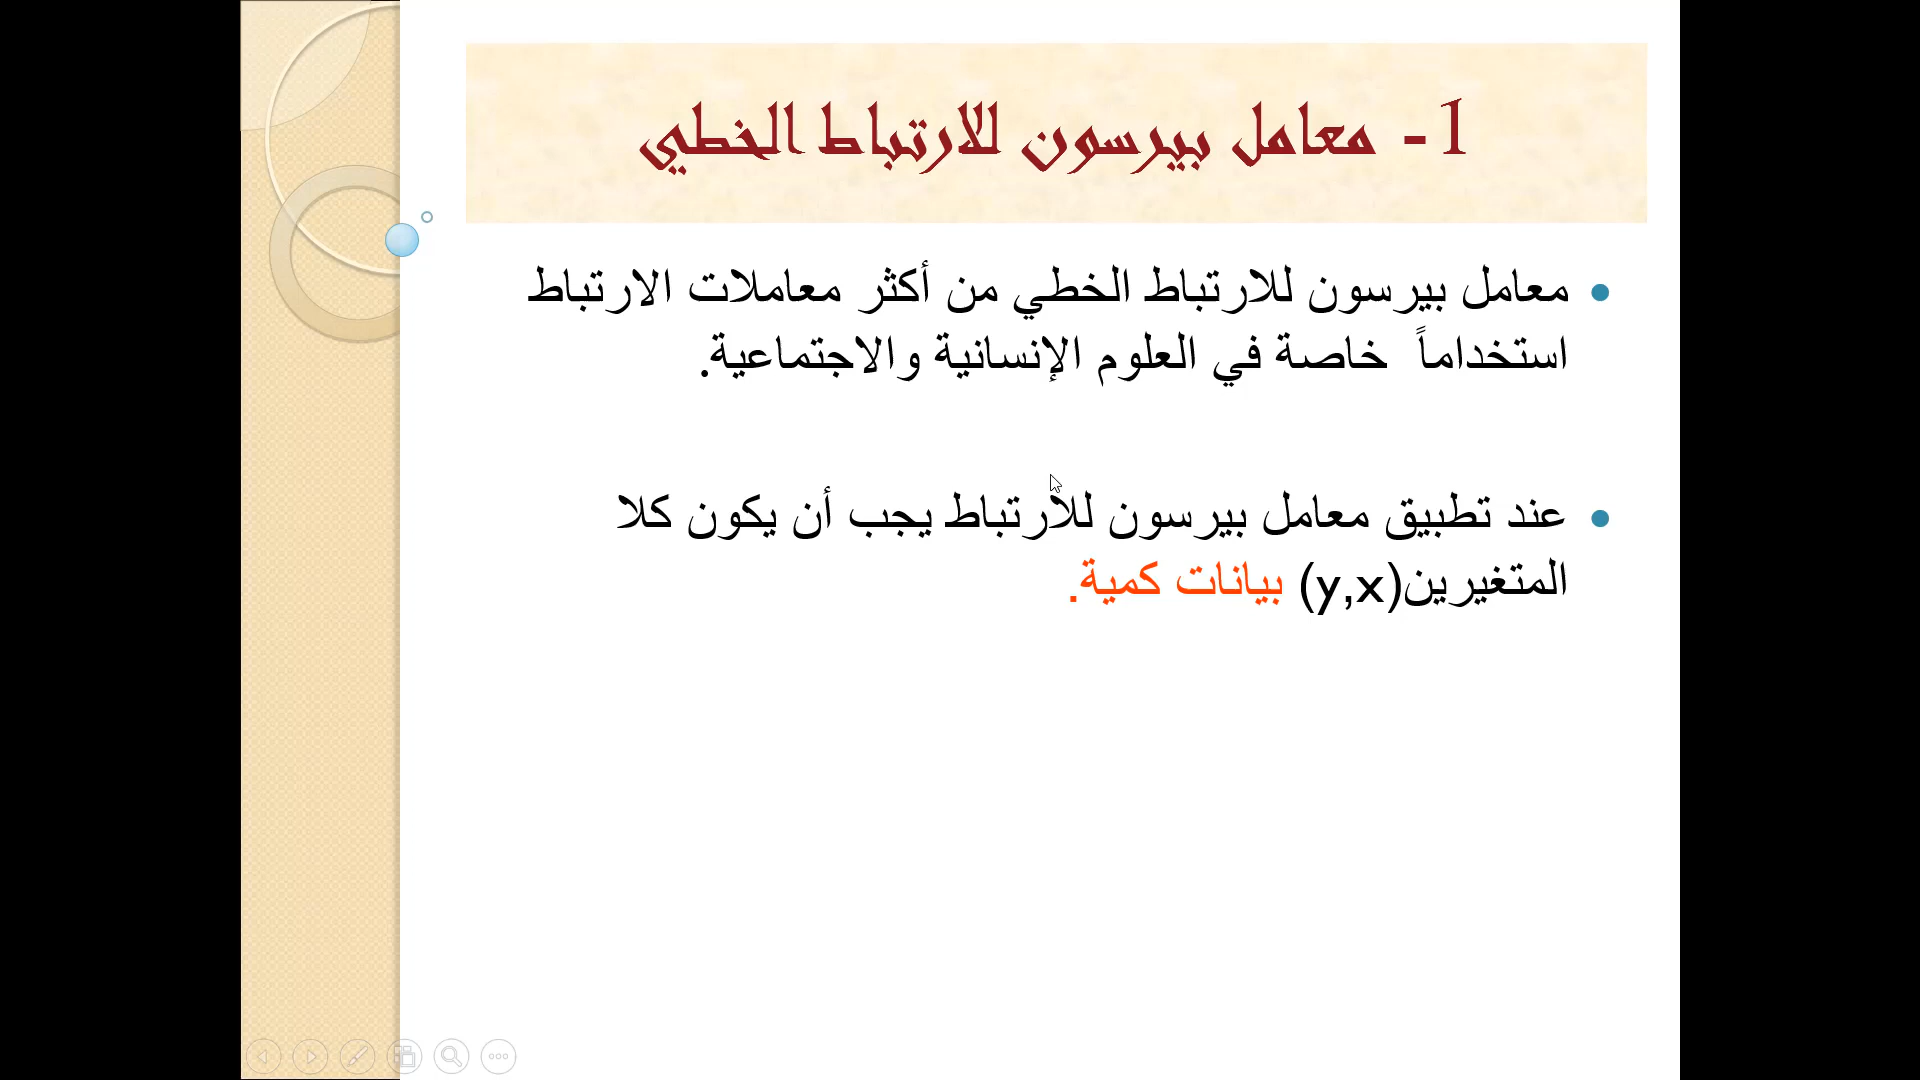 1- معامل بيرسون للارتباط الخطي
معامل بيرسون للارتباط الخطي من أكثر معاملات الارتباط
استخداماً خاصة في العلوم الإنسانية والاجتماعية.
عند تطبيق معامل بيرسون للارتباط يجب أن يكون كلا
المتغيرين(y,x) بيانات كمية.